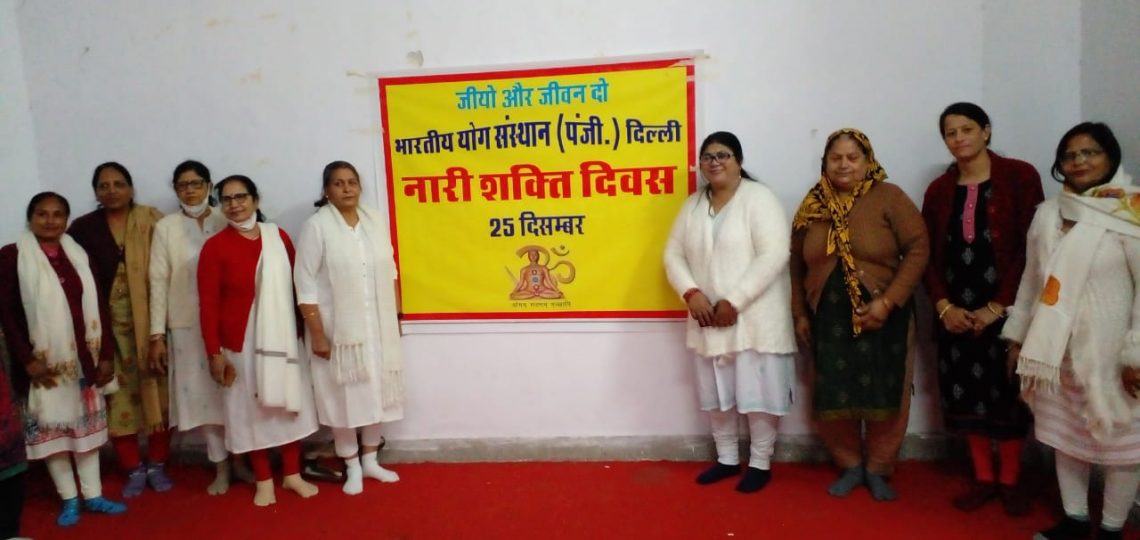 जीयो और जीवन दो
भारतीय योग संस्थान (पंजी.) दिल्ली
नारी शक्ति दिवस
25 दिसम्बर
ॐ